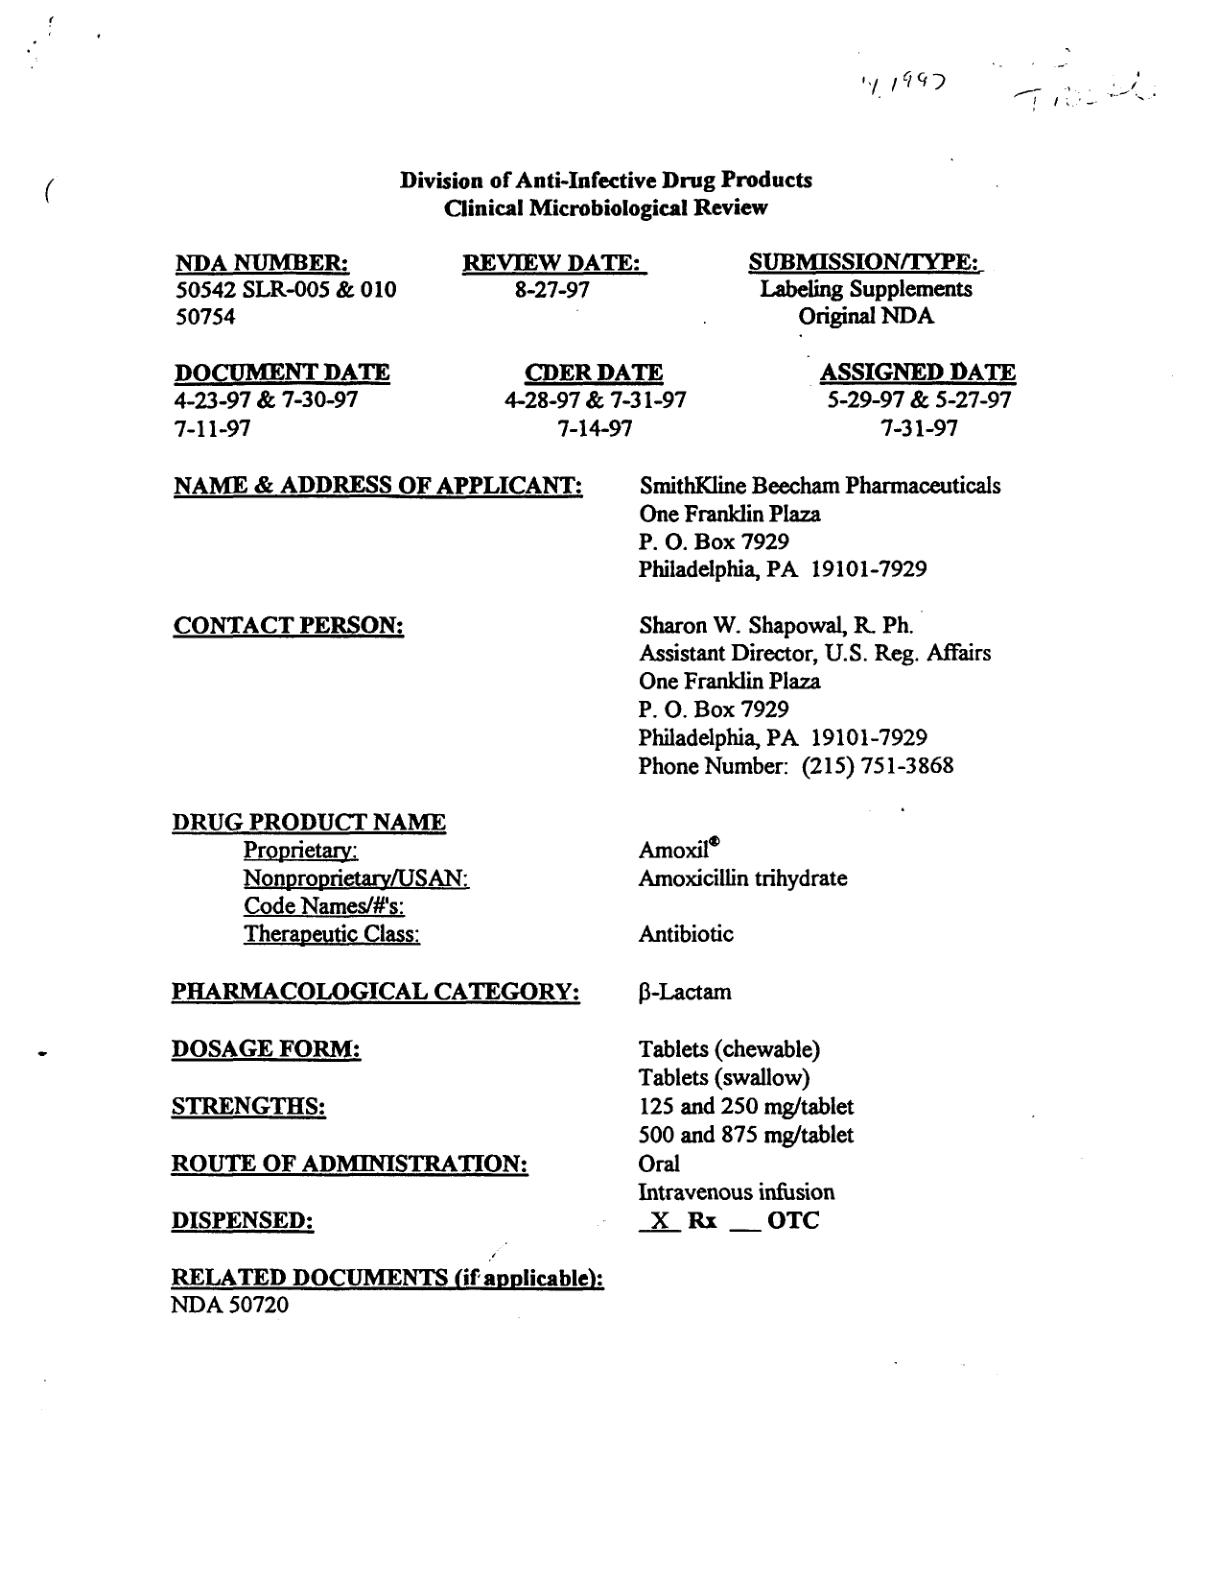 1997
Division of Anti-Infective Drug Products
Clinical Microbiological Review
NDA NUMBER: REVIEW DATE: SUBMISSION/TYPE:
50542 SLR-005 & 010 8-27-97 Labeling Supplements
50754 Original NDA
DOCUMENT DATE CDER DATE ASSIGNED DATE
4-23-97 & 7-30-97 4-28-97 & 7-31-97 5-29-97 & 5-27-97
7-11-97 7-14-97 7-31-97
NAME & ADDRESS OF APPLICANT: SmithKline Beecham Pharmaceuticals
One Franklin Plaza
P. O. Box 7929
Philadelphia, PA 19101-7929
CONTACT PERSON: Sharon W. Shapowal, R. Ph.
Assistant Director, U.S. Reg. Affairs
One Franklin Plaza
P. O. Box 7929
Philadelphia, PA 19101-7929
Phone Number: (215) 751-3868
DRUG PRODUCT NAME
Proprietary: Amoxil®
Nonproprietary/USAN: Amoxicillin trihydrate
Code Names/#'s:
Therapeutic Class: Antibiotic
PHARMACOLOGICAL CATEGORY: β-Lactam
DOSAGE FORM: Tablets (chewable)
Tablets (swallow)
STRENGTHS: 125 and 250 mg/tablet
500 and 875 mg/tablet
ROUTE OF ADMINISTRATION: Oral
Intravenous infusion
DISPENSED: _X_ Rx __ OTC
RELATED DOCUMENTS (if applicable):
NDA 50720